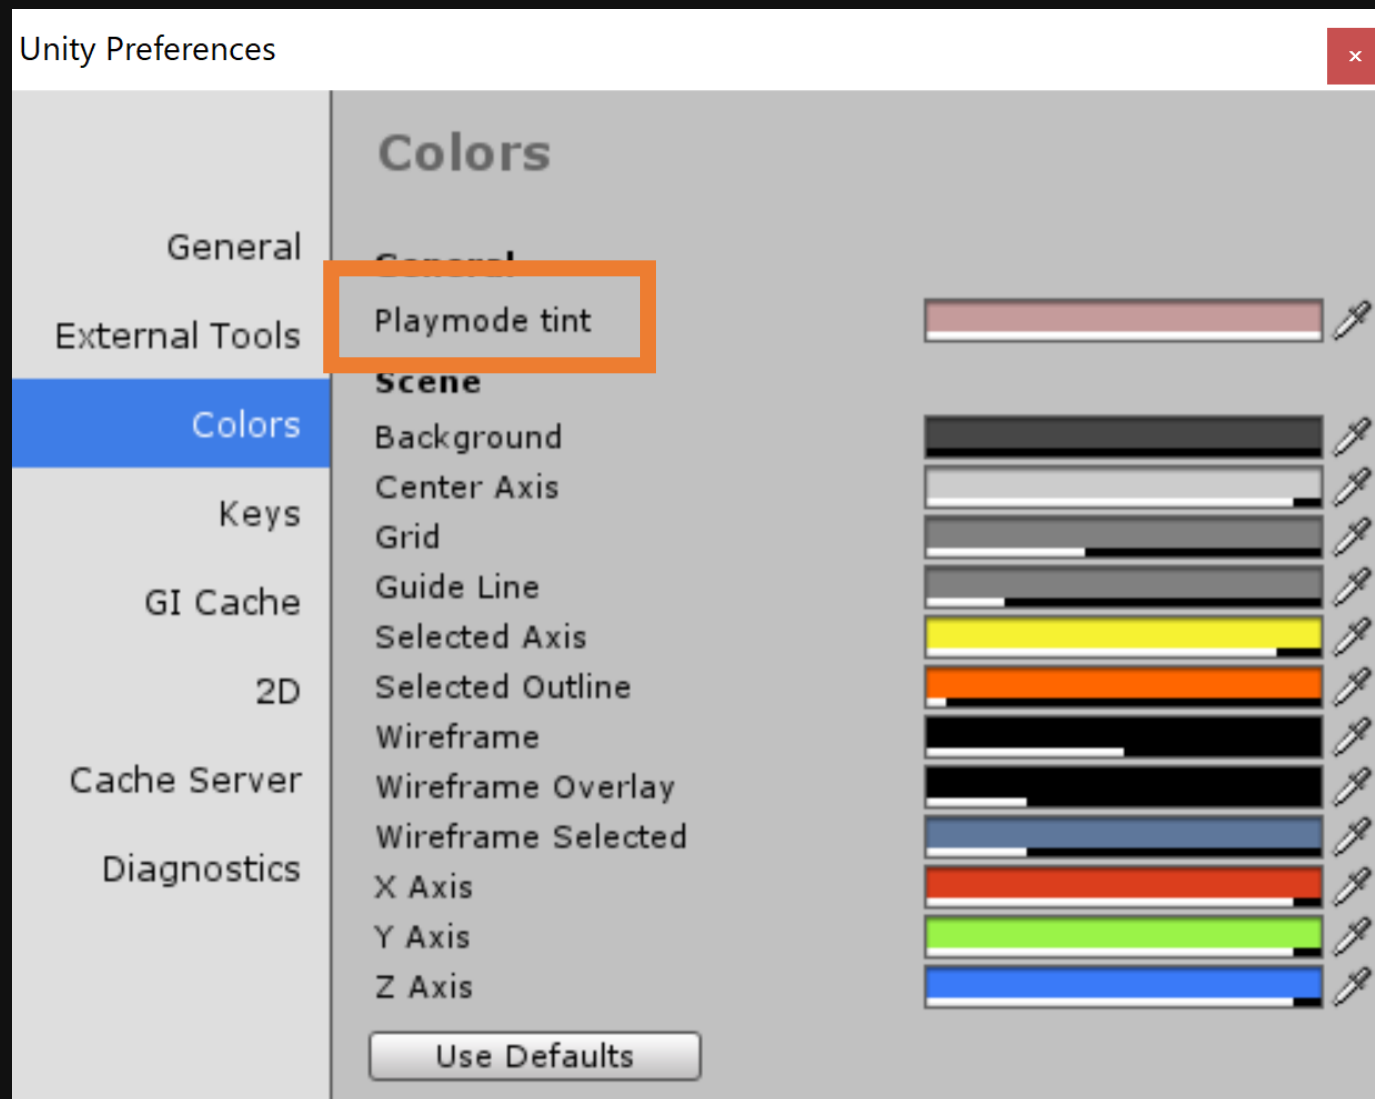 Unity Preferences
x
General
External Tools
Colors
Keys
GI Cache
2D
Cache Server
Diagnostics
Colors
General
Playmode tint
Scene
Background
Center Axis
Grid
Guide Line
Selected Axis
Selected Outline
Wireframe
Wireframe Overlay
Wireframe Selected
X Axis
Y Axis
Z Axis
Use Defaults